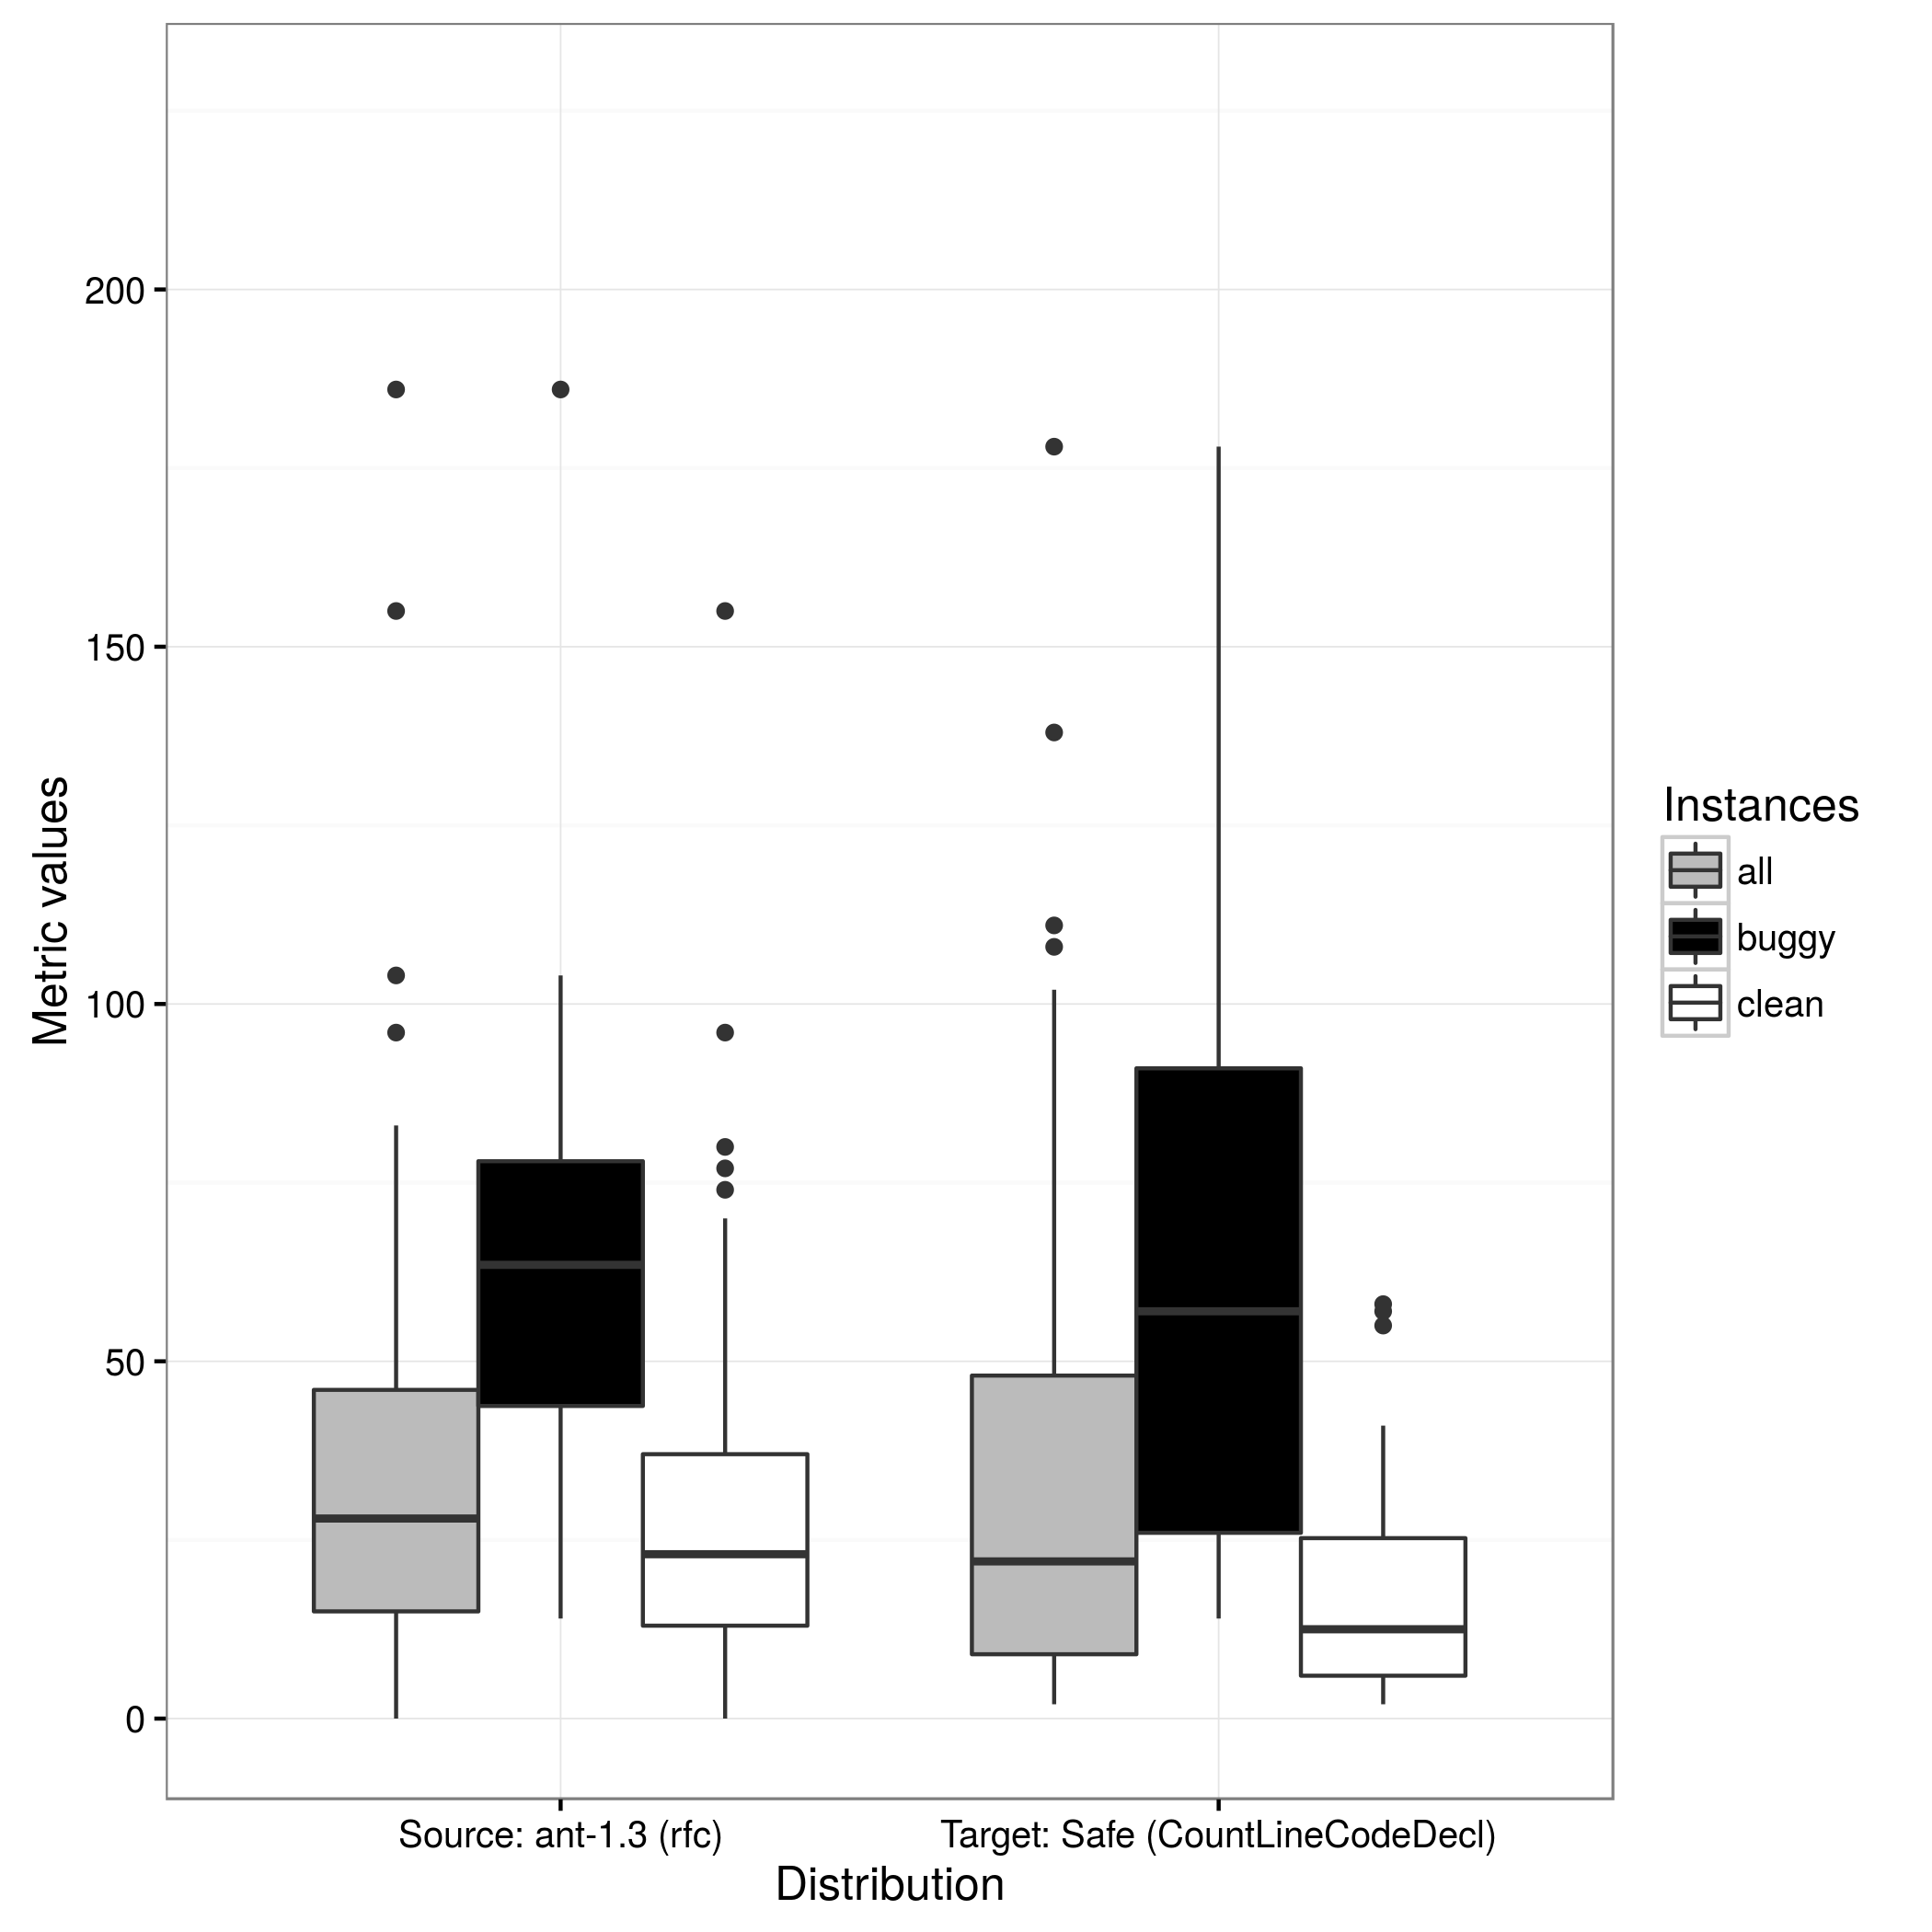 200
150
100
50
0
Metric values
Source: ant-1.3 (rfc)
Target: Safe (CountLineCodeDecl)
Distribution
Instances
all
buggy
clean